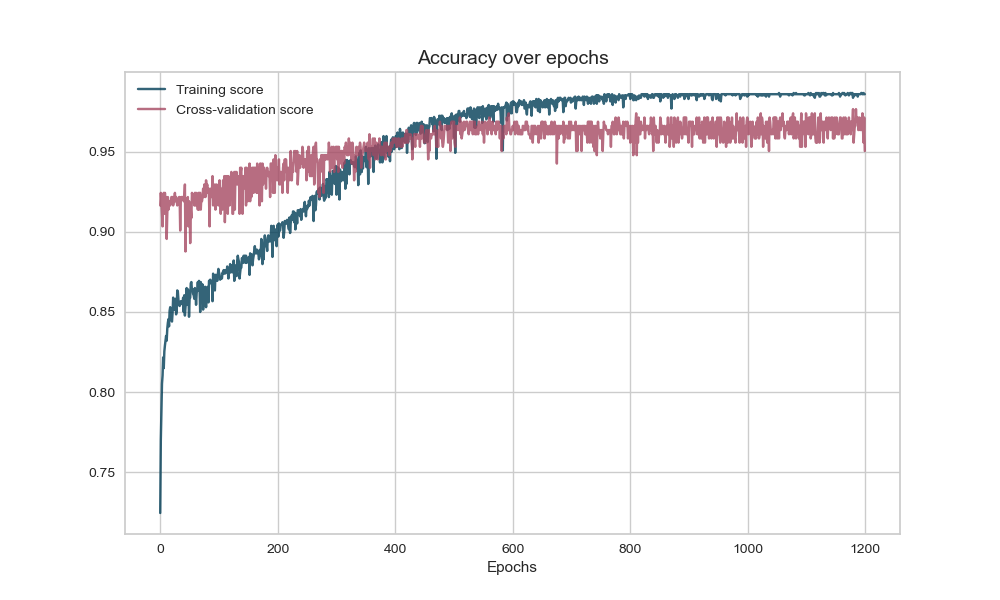 Accuracy over epochs
Training score
Cross-validation score
0.95
0.90
0.85
0.80
0.75
0 200 400 600 800 1000 1200
Epochs